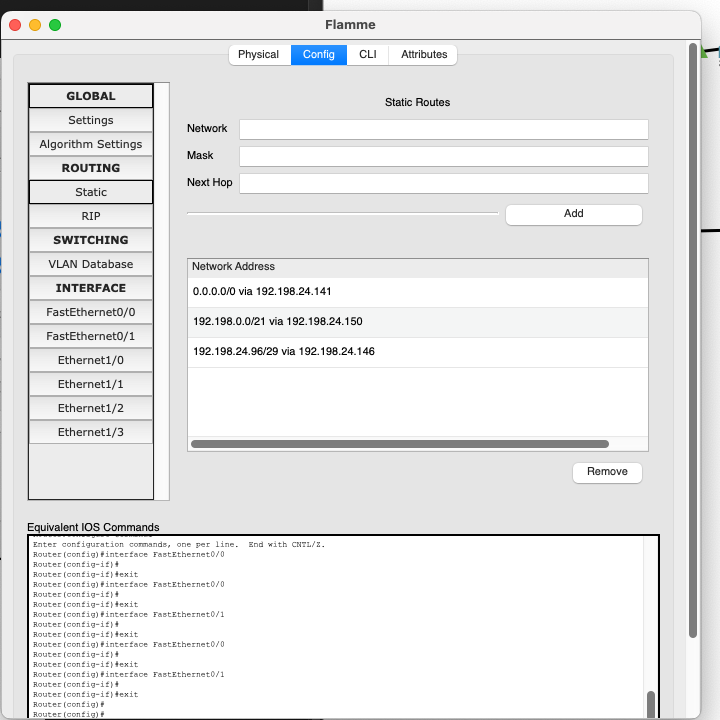 Flamme
Physical Config CLI Attributes
GLOBAL
Settings
Algorithm Settings
ROUTING
Static
RIP
SWITCHING
VLAN Database
INTERFACE
FastEthernet0/0
FastEthernet0/1
Ethernet1/0
Ethernet1/1
Ethernet1/2
Ethernet1/3
Static Routes
Network
Mask
Next Hop
Add
Network Address
0.0.0.0/0 via 192.198.24.141
192.198.0.0/21 via 192.198.24.150
192.198.24.96/29 via 192.198.24.146
Remove
Equivalent IOS Commands
Enter configuration commands, one per line. End with CNTL/Z.
Router(config)#interface FastEthernet0/0
Router(config-if)#
Router(config-if)#exit
Router(config)#interface FastEthernet0/0
Router(config-if)#
Router(config-if)#exit
Router(config)#interface FastEthernet0/1
Router(config-if)#
Router(config-if)#exit
Router(config)#interface FastEthernet0/0
Router(config-if)#
Router(config-if)#exit
Router(config)#interface FastEthernet0/1
Router(config-if)#
Router(config-if)#exit
Router(config)#
Router(config)#